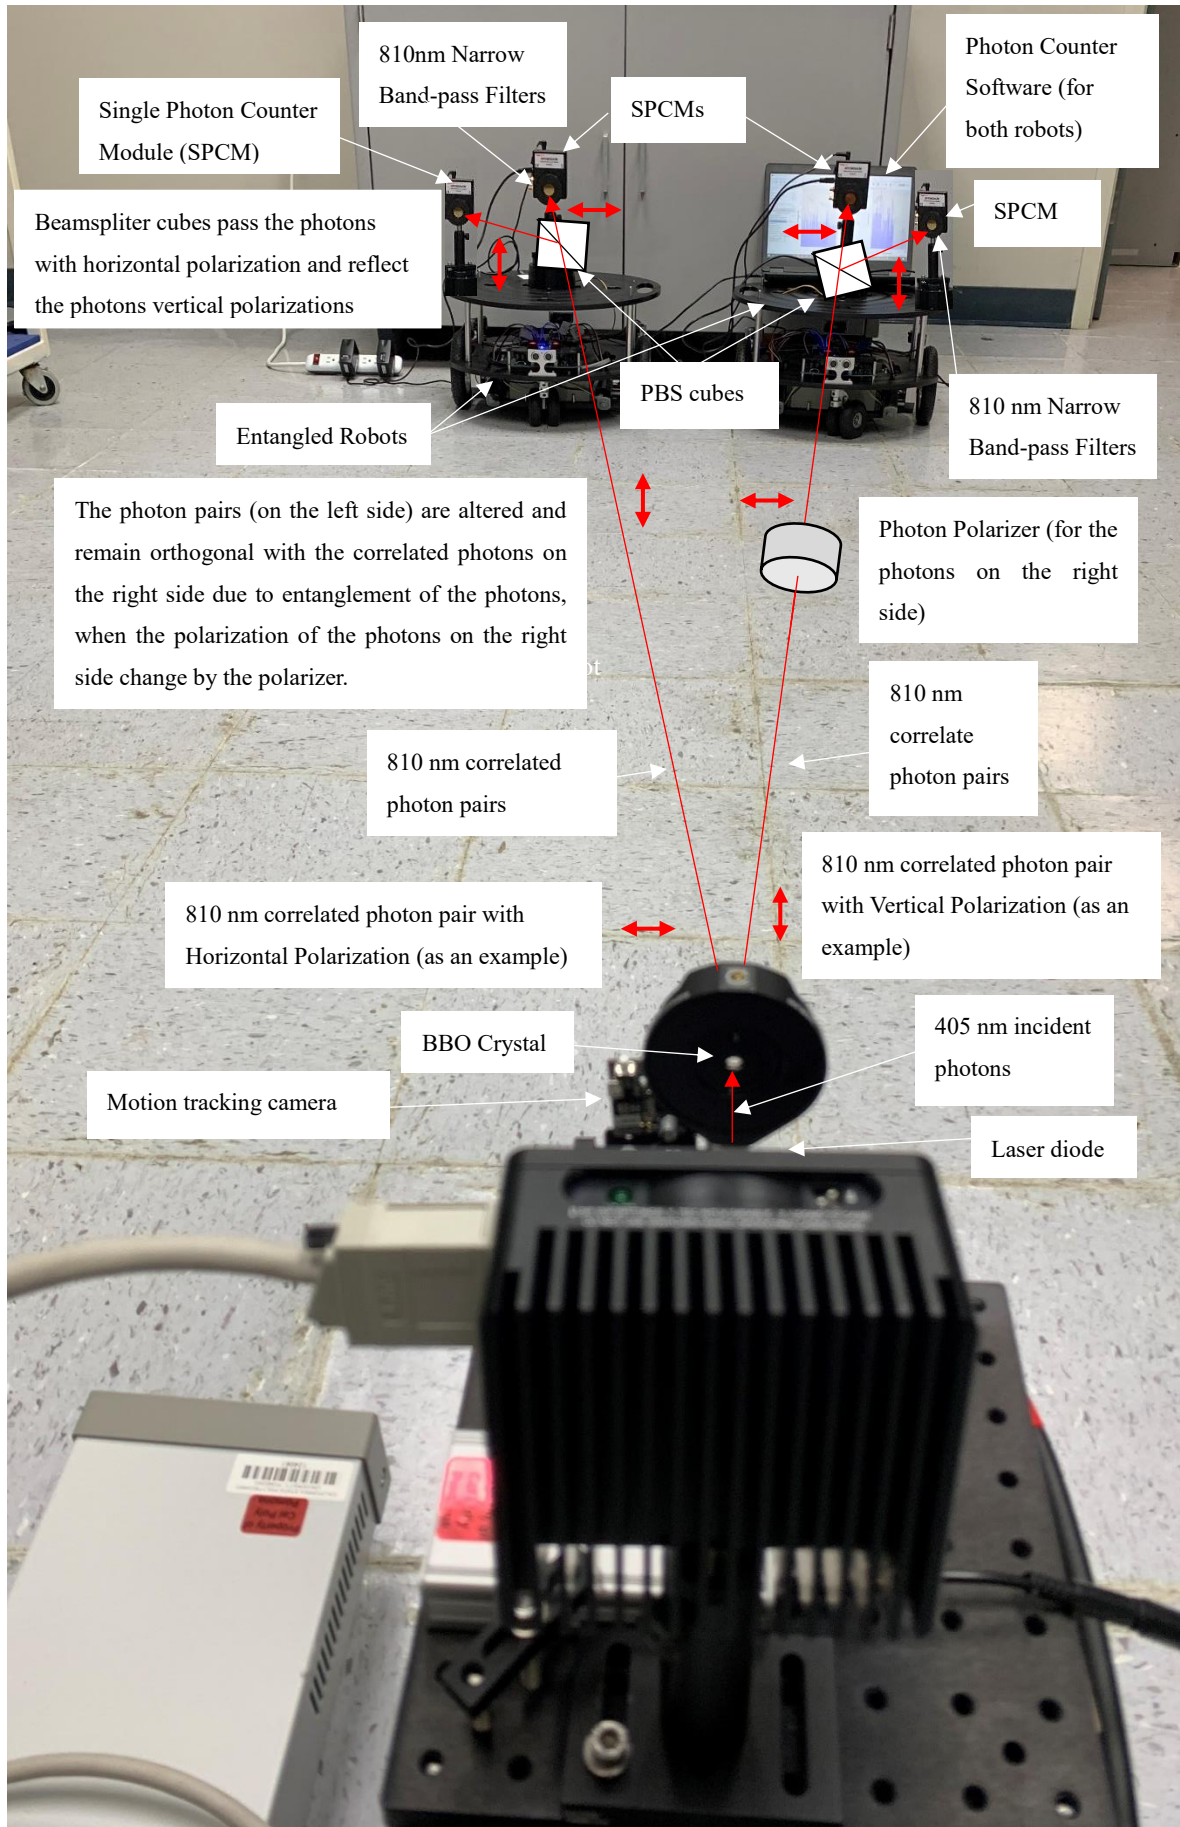 810nm Narrow
Band-pass Filters
Photon Counter
Software (for
both robots)
Single Photon Counter
Module (SPCM)
SPCMs
SPCM
Beamspliter cubes pass the photons
with horizontal polarization and reflect
the photons vertical polarizations
PBS cubes
810 nm Narrow
Band-pass Filters
Entangled Robots
The photon pairs (on the left side) are altered and
remain orthogonal with the correlated photons on
the right side due to entanglement of the photons,
when the polarization of the photons on the right
side change by the polarizer.
ot
Photon Polarizer (for the
photons on the right
side)
810 nm
correlate
photon pairs
810 nm correlated
photon pairs
810 nm correlated photon pair
with Vertical Polarization (as an
example)
810 nm correlated photon pair with
Horizontal Polarization (as an example)
405 nm incident
photons
BBO Crystal
Motion tracking camera
Laser diode
Property of
Cal Poly
Pomona